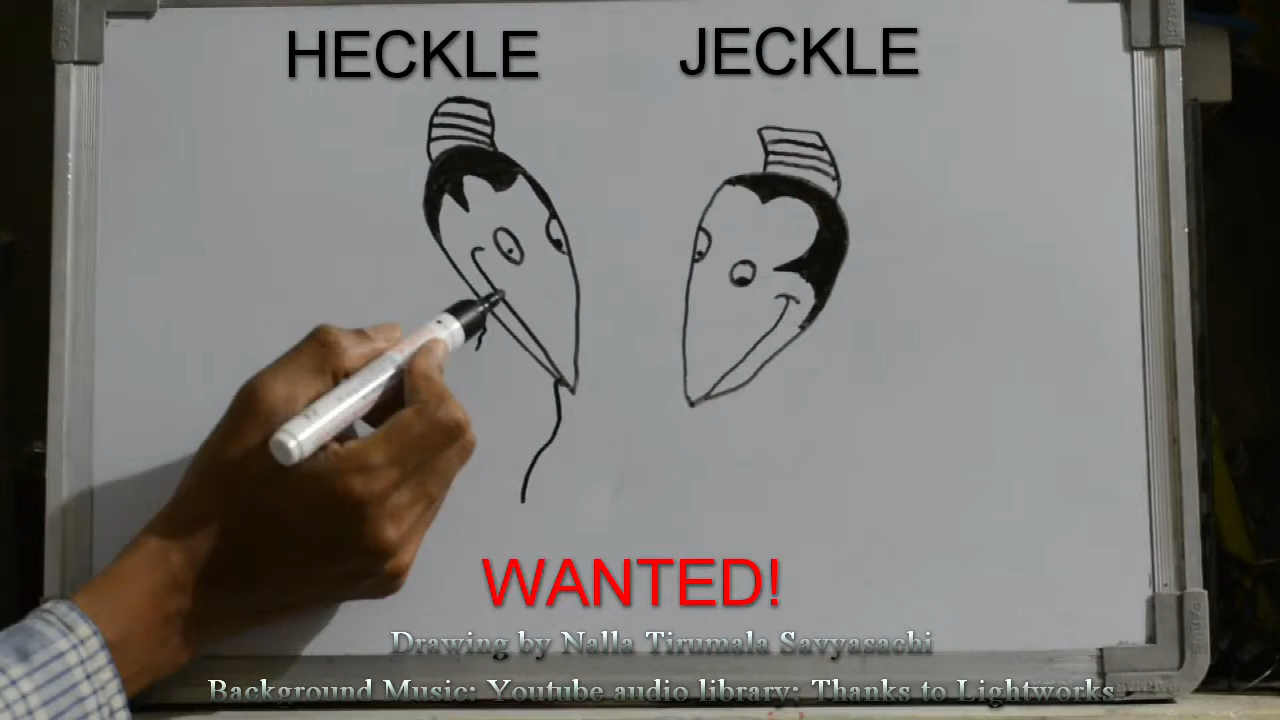 HECKLE JECKLE
WANTED!
Drawing by Nalla Tirumala Savyasachi
Background Music: Youtube audio library; Thanks to Lightworks